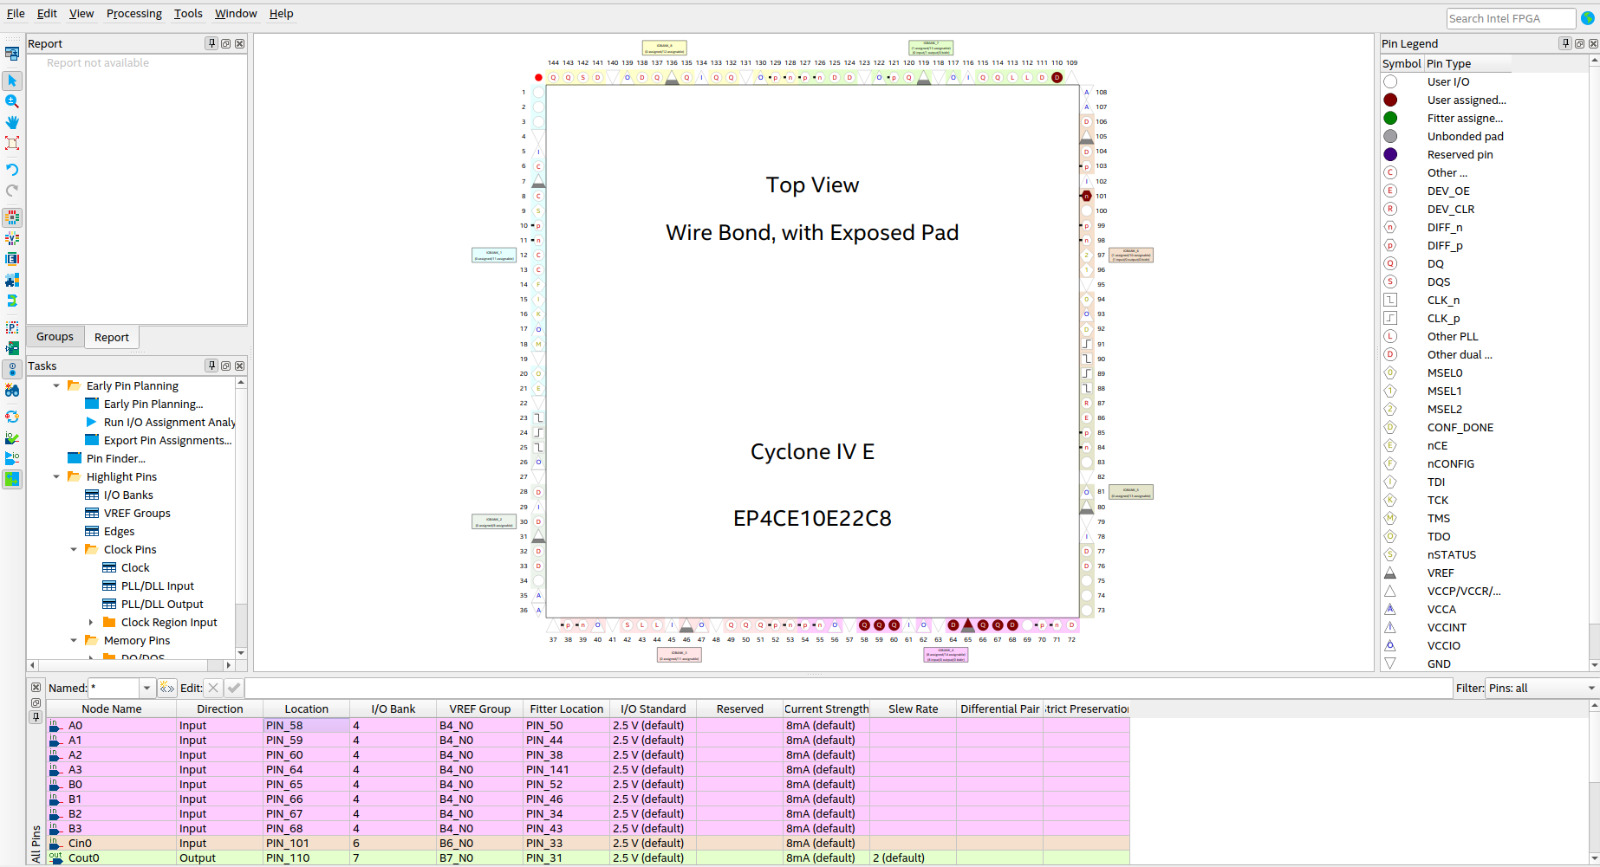 File Edit View Processing Tools Window Help
Search Intel FPGA
Report
Report not available
Groups Report
Tasks
Early Pin Planning
Early Pin Planning...
Run I/O Assignment Analy
Export Pin Assignments...
Pin Finder...
Highlight Pins
I/O Banks
VREF Groups
Edges
Clock Pins
Clock
PLL/DLL Input
PLL/DLL Output
Clock Region Input
Memory Pins
DQ/DQS
144 143 142 141 140 139 138 137 136 135 134 133 132 131 130 129 128 127 126 125 124 123 122 121 120 119 118 117 116 115 114 113 112 111 110 109
1
2
3
4
5
6
7
8
9
10
11
12
13
14
15
16
17
18
19
20
21
22
23
24
25
26
27
28
29
30
31
32
33
34
35
36
Top View
Wire Bond, with Exposed Pad
Cyclone IV E
EP4CE10E22C8
108
107
106
105
104
103
102
101
100
99
98
97
96
95
94
93
92
91
90
89
88
87
86
85
84
83
82
81
80
79
78
77
76
75
74
73
37 38 39 40 41 42 43 44 45 46 47 48 49 50 51 52 53 54 55 56 57 58 59 60 61 62 63 64 65 66 67 68 69 70 71 72
Pin Legend
Symbol Pin Type
User I/O
User assigned...
Fitter assigne...
Unbonded pad
Reserved pin
C Other ...
E DEV_OE
R DEV_CLR
n DIFF_n
p DIFF_p
Q DQ
S DQS
CLK_n
CLK_p
L Other PLL
D Other dual ...
0 MSEL0
1 MSEL1
2 MSEL2
D CONF_DONE
E nCE
F nCONFIG
I TDI
K TCK
M TMS
O TDO
S nSTATUS
VREF
VCCP/VCCR/...
A VCCA
I VCCINT
O VCCIO
GND
Named: * Edit: Filter: Pins: all
Node Name Direction Location I/O Bank VREF Group Fitter Location I/O Standard Reserved Current Strength Slew Rate Differential Pair trict Preservation
in A0 Input PIN_58 4 B4_N0 PIN_50 2.5 V (default) 8mA (default)
in A1 Input PIN_59 4 B4_N0 PIN_44 2.5 V (default) 8mA (default)
in A2 Input PIN_60 4 B4_N0 PIN_38 2.5 V (default) 8mA (default)
in A3 Input PIN_64 4 B4_N0 PIN_141 2.5 V (default) 8mA (default)
in B0 Input PIN_65 4 B4_N0 PIN_52 2.5 V (default) 8mA (default)
in B1 Input PIN_66 4 B4_N0 PIN_46 2.5 V (default) 8mA (default)
in B2 Input PIN_67 4 B4_N0 PIN_34 2.5 V (default) 8mA (default)
in B3 Input PIN_68 4 B4_N0 PIN_43 2.5 V (default) 8mA (default)
in Cin0 Input PIN_101 6 B6_N0 PIN_33 2.5 V (default) 8mA (default)
out Cout0 Output PIN_110 7 B7_N0 PIN_31 2.5 V (default) 8mA (default) 2 (default)
All Pins